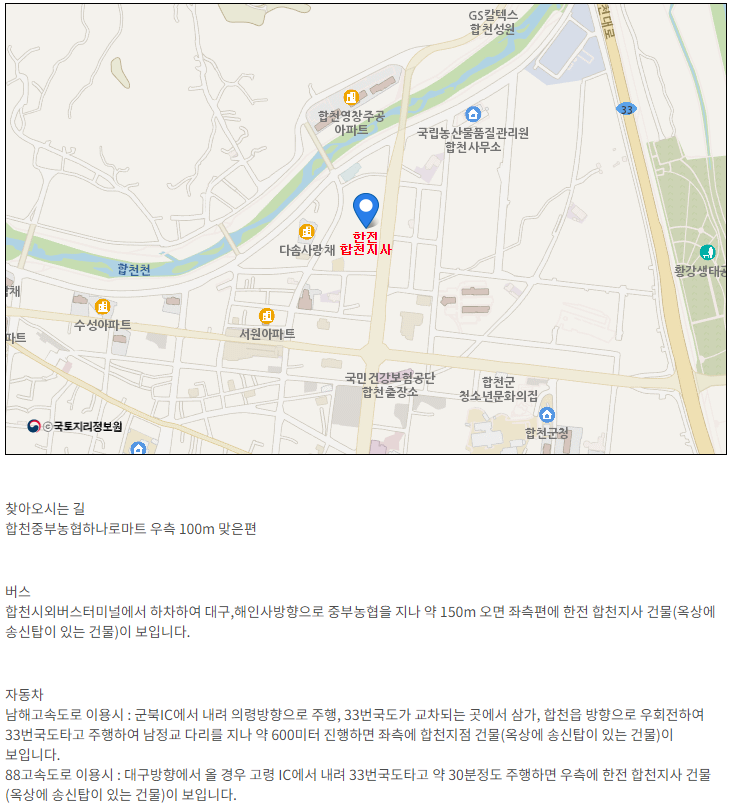 GS칼텍스
합천성원
천대로
33
합천영창주공
아파트
국립농산물품질관리원
합천사무소
한전
합천지사
다솜사랑채
합천천
황강생태공
참채
수성아파트
서원아파트
파트
국민건강보험공단
합천출장소
합천군
청소년문화의집
합천군청
ⓒ국토지리정보원
찾아오시는 길
합천중부농협하나로마트 우측 100m 맞은편
버스
합천시외버스터미널에서 하차하여 대구,해인사방향으로 중부농협을 지나 약 150m 오면 좌측편에 한전 합천지사 건물(옥상에
송신탑이 있는 건물)이 보입니다.
자동차
남해고속도로 이용시 : 군북IC에서 내려 의령방향으로 주행, 33번국도가 교차되는 곳에서 삼가, 합천읍 방향으로 우회전하여
33번국도타고 주행하여 남정교 다리를 지나 약 600미터 진행하면 좌측에 합천지점 건물(옥상에 송신탑이 있는 건물)이
보입니다.
88고속도로 이용시 : 대구방향에서 올 경우 고령 IC에서 내려 33번국도타고 약 30분정도 주행하면 우측에 한전 합천지사 건물
(옥상에 송신탑이 있는 건물)이 보입니다.